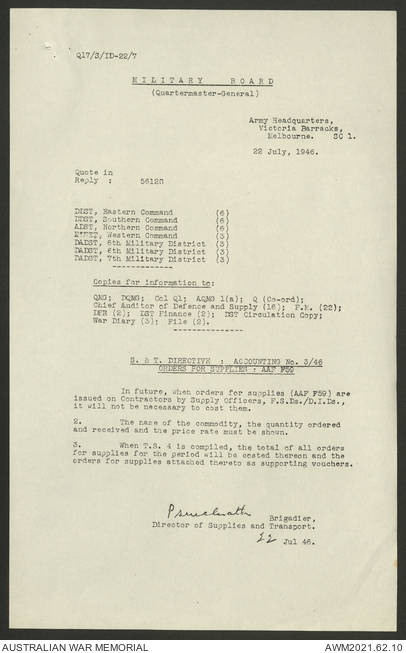 Q17/S/ID-22/7
MILITARY BOARD
(Quartermaster-General)
Army Headquarters,
Victoria Barracks,
Melbourne. SC 1.
22 July, 1946.
Quote in
Reply : 56128
DDST, Eastern Command (6)
DDST, Southern Command (6)
ADST, Northern Command (6)
Western Command (3)
DADST, 6th Military District (3)
DADST, 6th Military District (3)
DADST, 7th Military District (3)
Copies for information to:
QMG; DQMG; Col Q1; AQMG 1(a); Q (Co-ord);
Chief Auditor of Defence and Supply (16); F.E. (22);
DFR (2); DST Finance (2); DST Circulation Copy;
War Diary (3); File (2).
S. & T. DIRECTIVE : ACCOUNTING No. 3/46
ORDERS FOR SUPPLIES : AAF F59
In future, when orders for supplies (AAF F59) are
issued on Contractors by Supply Officers, F.S.Ds./D.I.Ds.,
it will not be necessary to cost them.
2. The name of the commodity, the quantity ordered
and received and the price rate must be shown.
3. When T.S. 4 is compiled, the total of all orders
for supplies for the period will be costed thereon and the
orders for supplies attached thereto as supporting vouchers.
Brigadier,
Director of Supplies and Transport.
22 Jul 46.
AUSTRALIAN WAR MEMORIAL
AWM2021.62.10